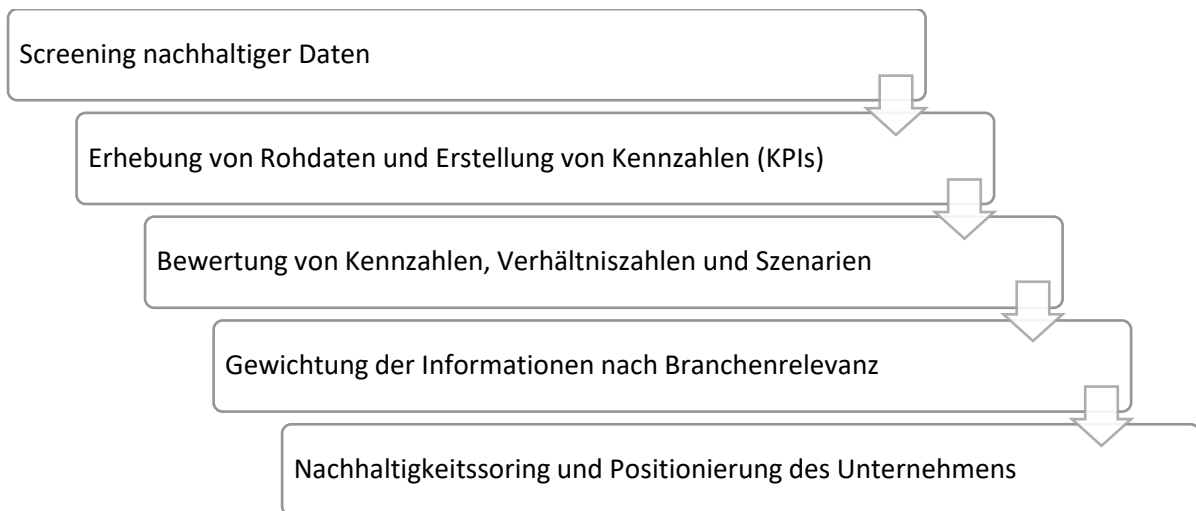 Screening nachhaltiger Daten
Erhebung von Rohdaten und Erstellung von Kennzahlen (KPIs)
Bewertung von Kennzahlen, Verhältniszahlen und Szenarien
Gewichtung der Informationen nach Branchenrelevanz
Nachhaltigkeitssoring und Positionierung des Unternehmens